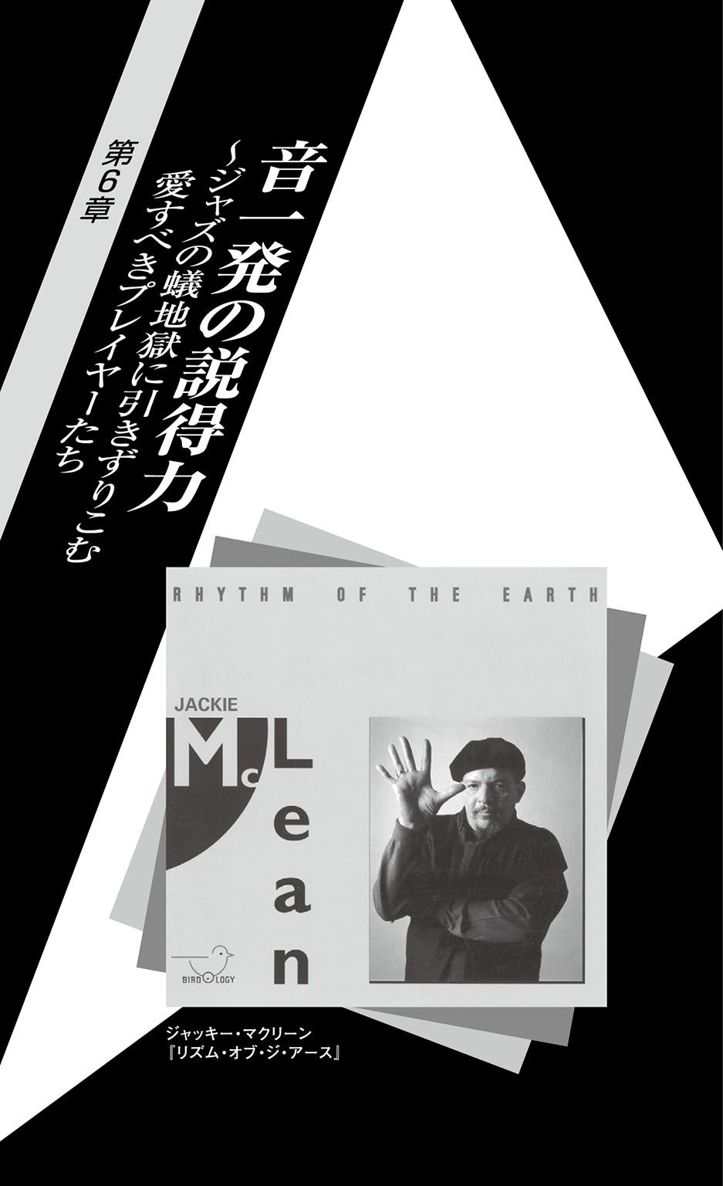 第6章
音一発の説得力
～ジャズの蟻地獄に引きずりこむ
愛すべきプレイヤーたち
RHYTHM OF THE EARTH
JACKIE
Mc
Lean
BIRDOLOGY
ジャッキー・マクリーン
『リズム・オブ・ジ・アース』